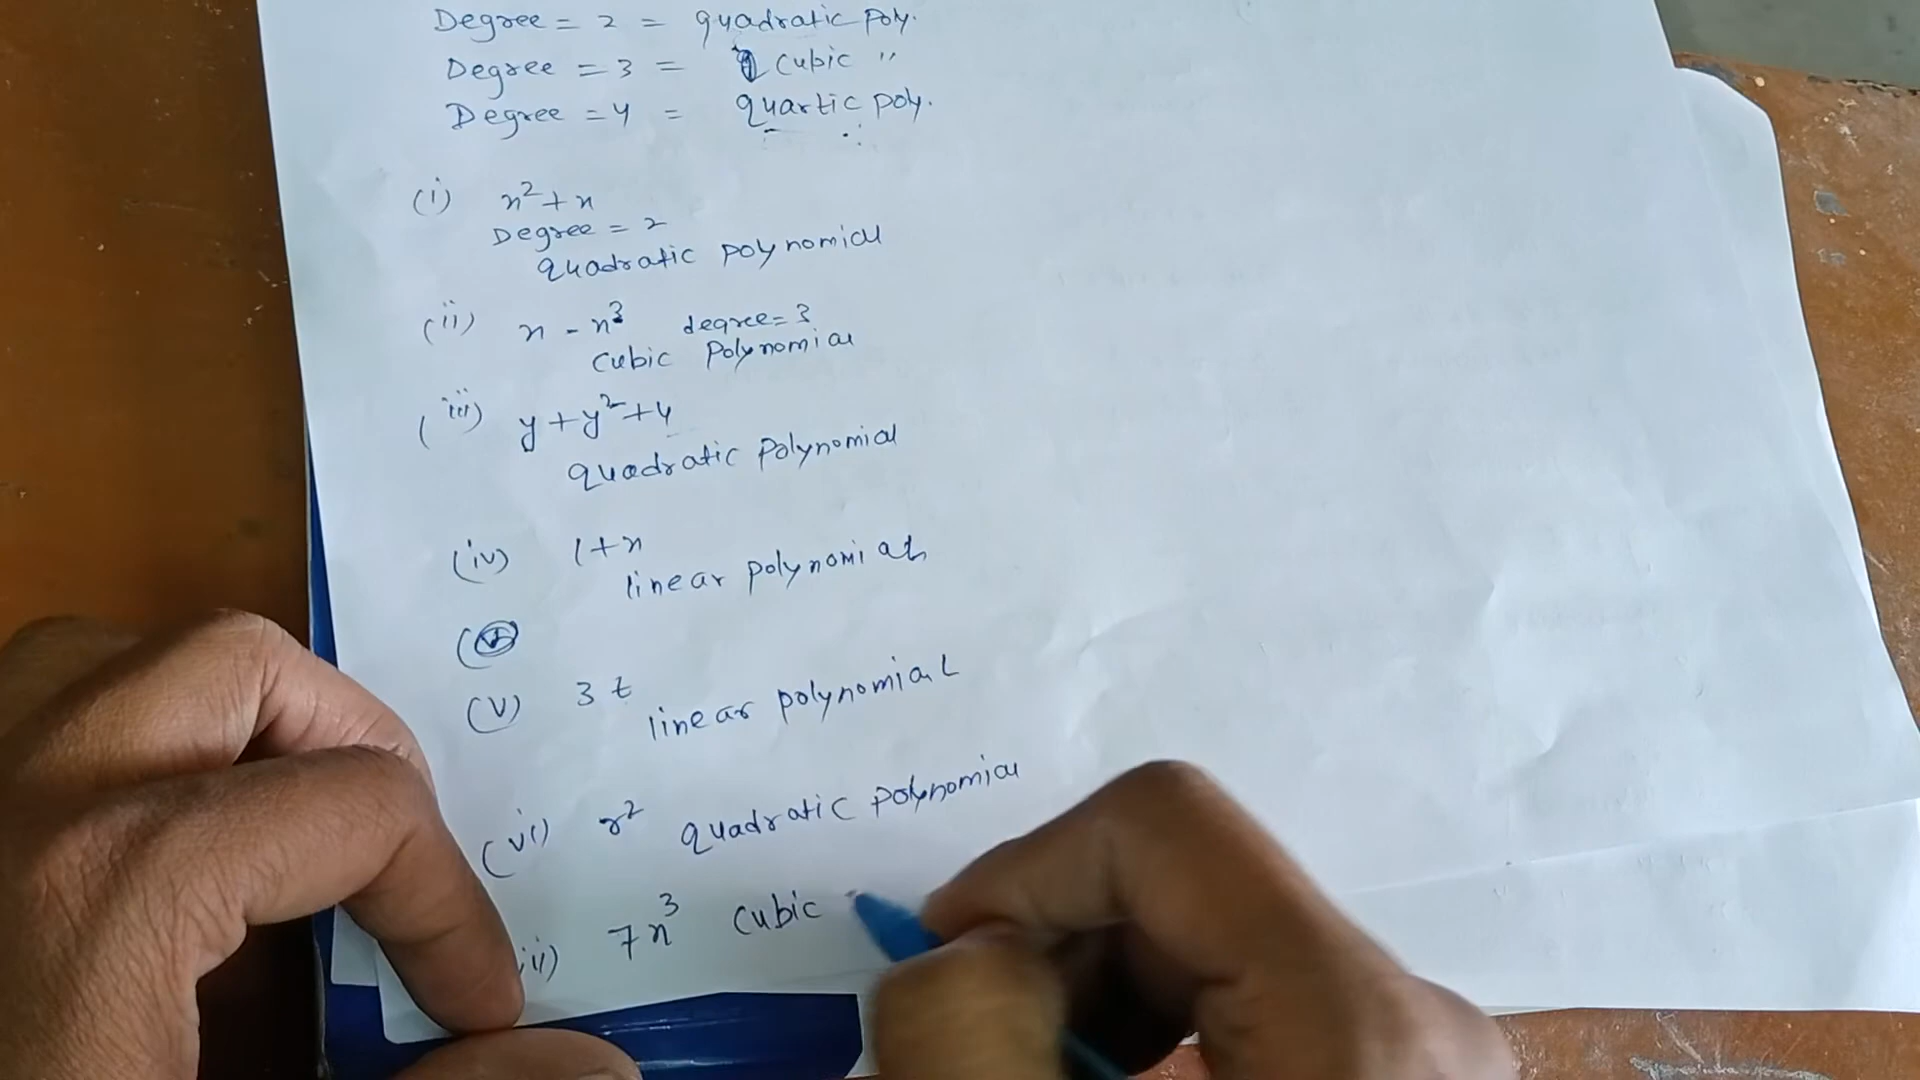 Degree = 2 = quadratic poly.
Degree = 3 = cubic "
Degree = 4 = quartic poly.
(i) x² + x
Degree = 2
quadratic polynomial
(ii) x - x³ degree = 3
cubic Polynomial
(iii) y + y² + 4
quadratic polynomial
(iv) 1 + x
linear polynomial
(v) 3t
linear polynomial
(vi) r² quadratic polynomial
ii) 7x³ cubic